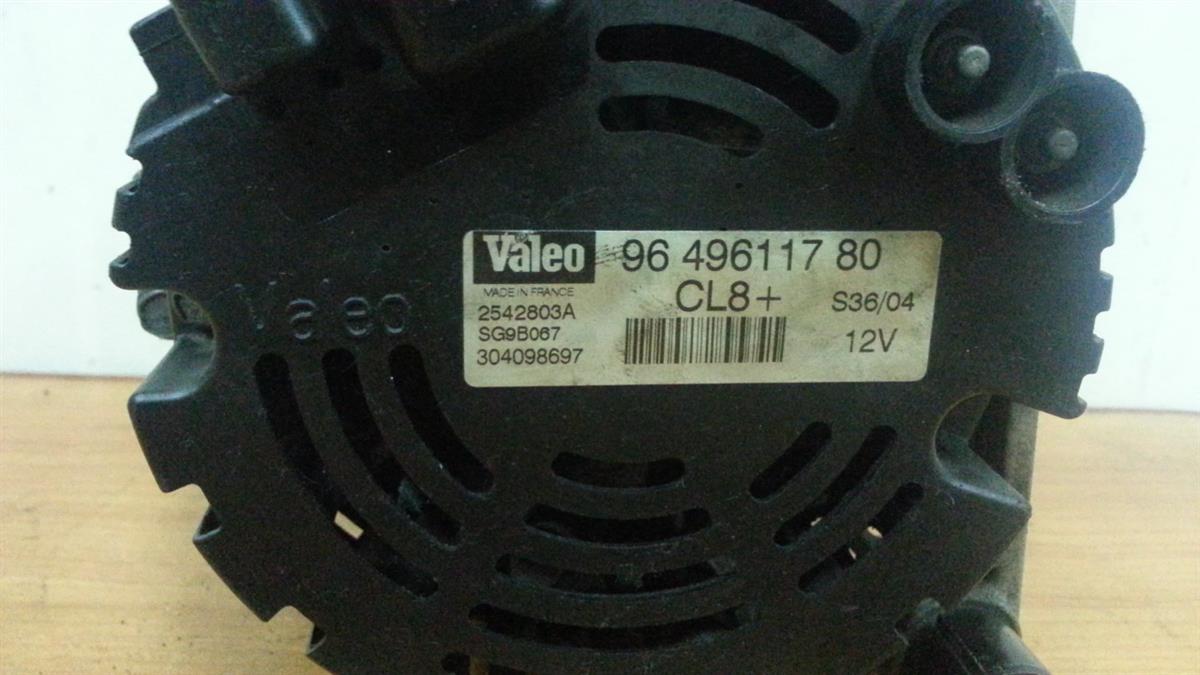 Valeo 96 496117 80
MADE IN FRANCE CL8+ S36/04
2542803A
SG9B067 12V
304098697
Valeo